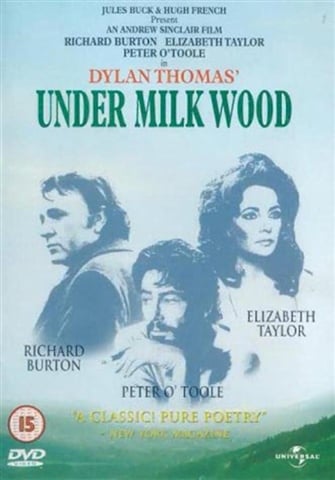 JULES BUCK & HUGH FRENCH
Present
AN ANDREW SINCLAIR FILM
RICHARD BURTON ELIZABETH TAYLOR
PETER O'TOOLE
in
DYLAN THOMAS'
UNDER MILK WOOD
ELIZABETH
TAYLOR
RICHARD
BURTON
PETER O' TOOLE
"A CLASSIC! PURE POETRY"
- NEW YORK MAGAZINE
15
DVD
VIDEO
UNIVERSAL